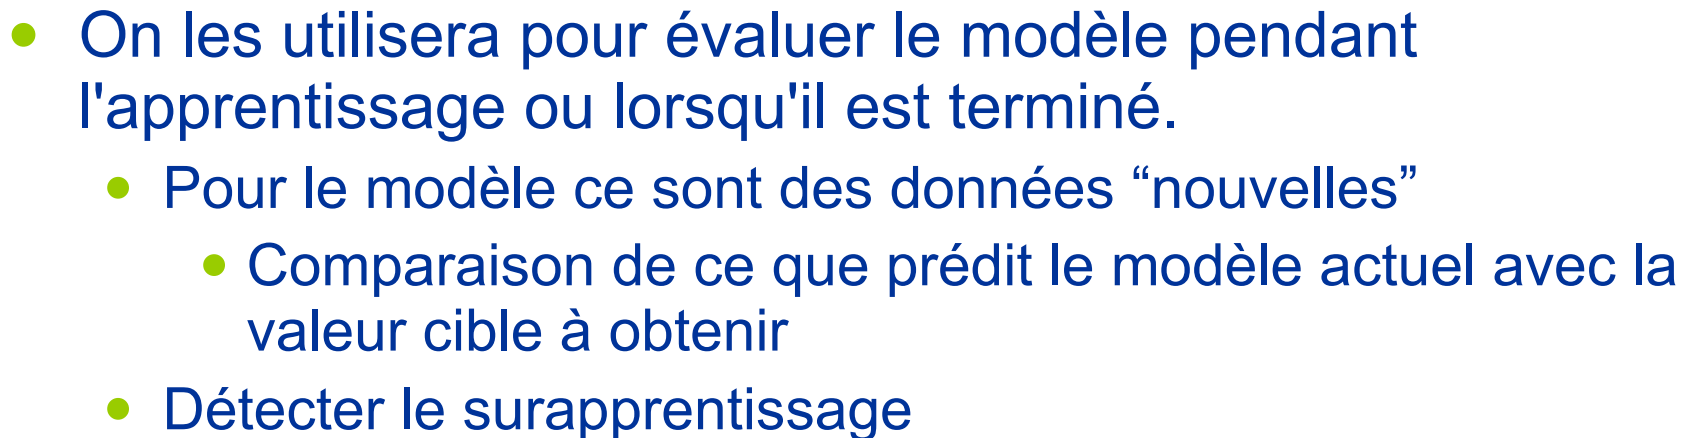 • On les utilisera pour évaluer le modèle pendant
l'apprentissage ou lorsqu'il est terminé.
• Pour le modèle ce sont des données “nouvelles”
• Comparaison de ce que prédit le modèle actuel avec la
valeur cible à obtenir
• Détecter le surapprentissage